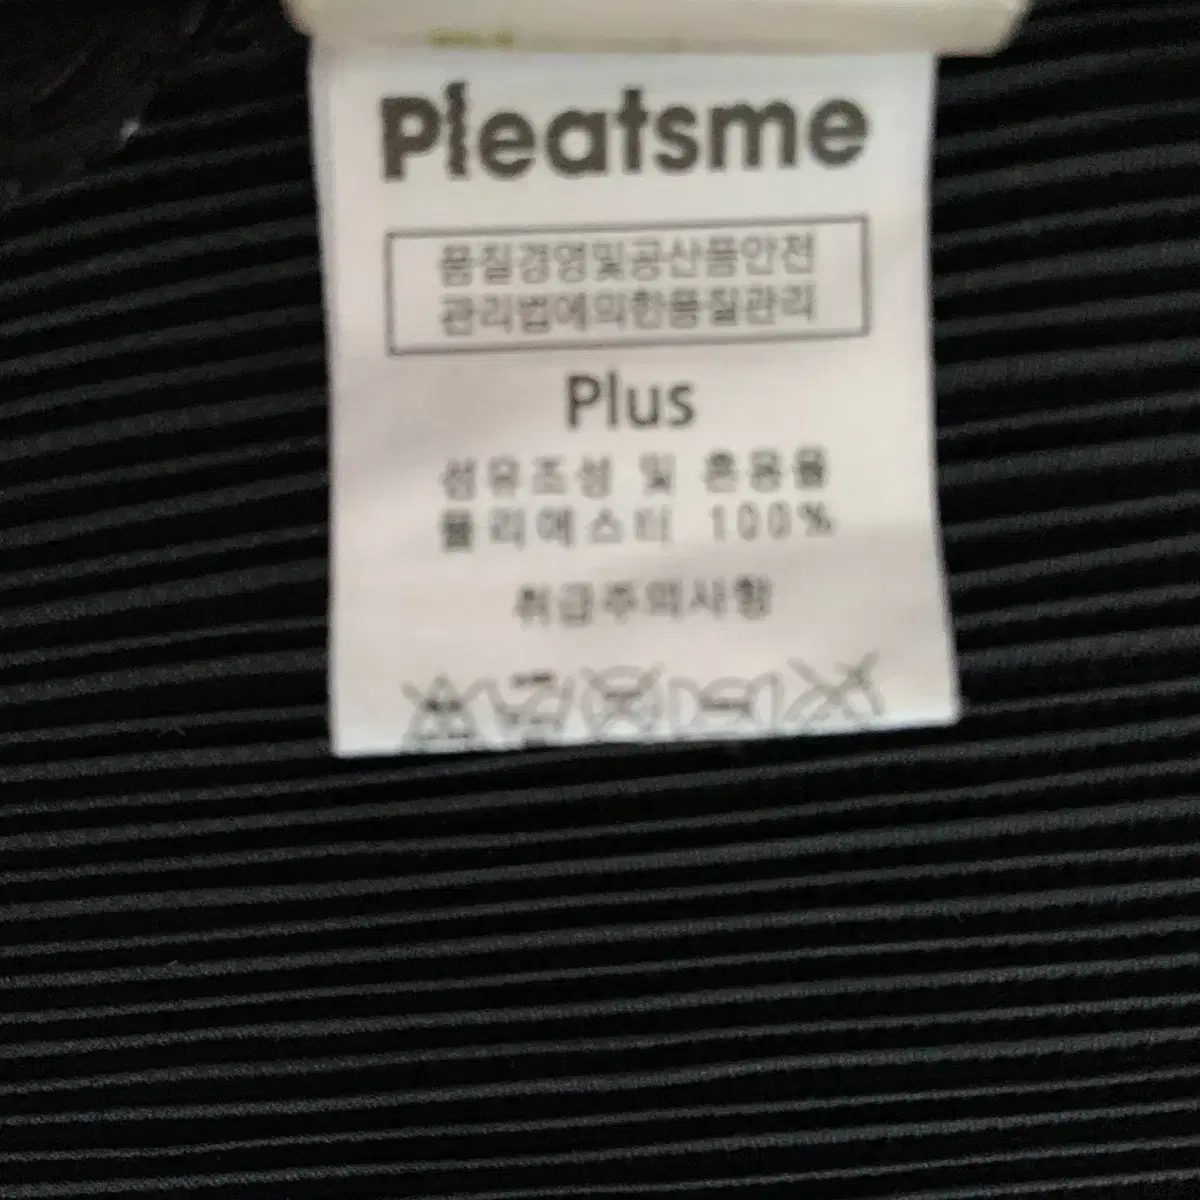 Pleatsme
품질경영및공산품안전
관리법에의한품질관리
Plus
섬유조성 및 혼용률
폴리에스터 100%
취급주의사항